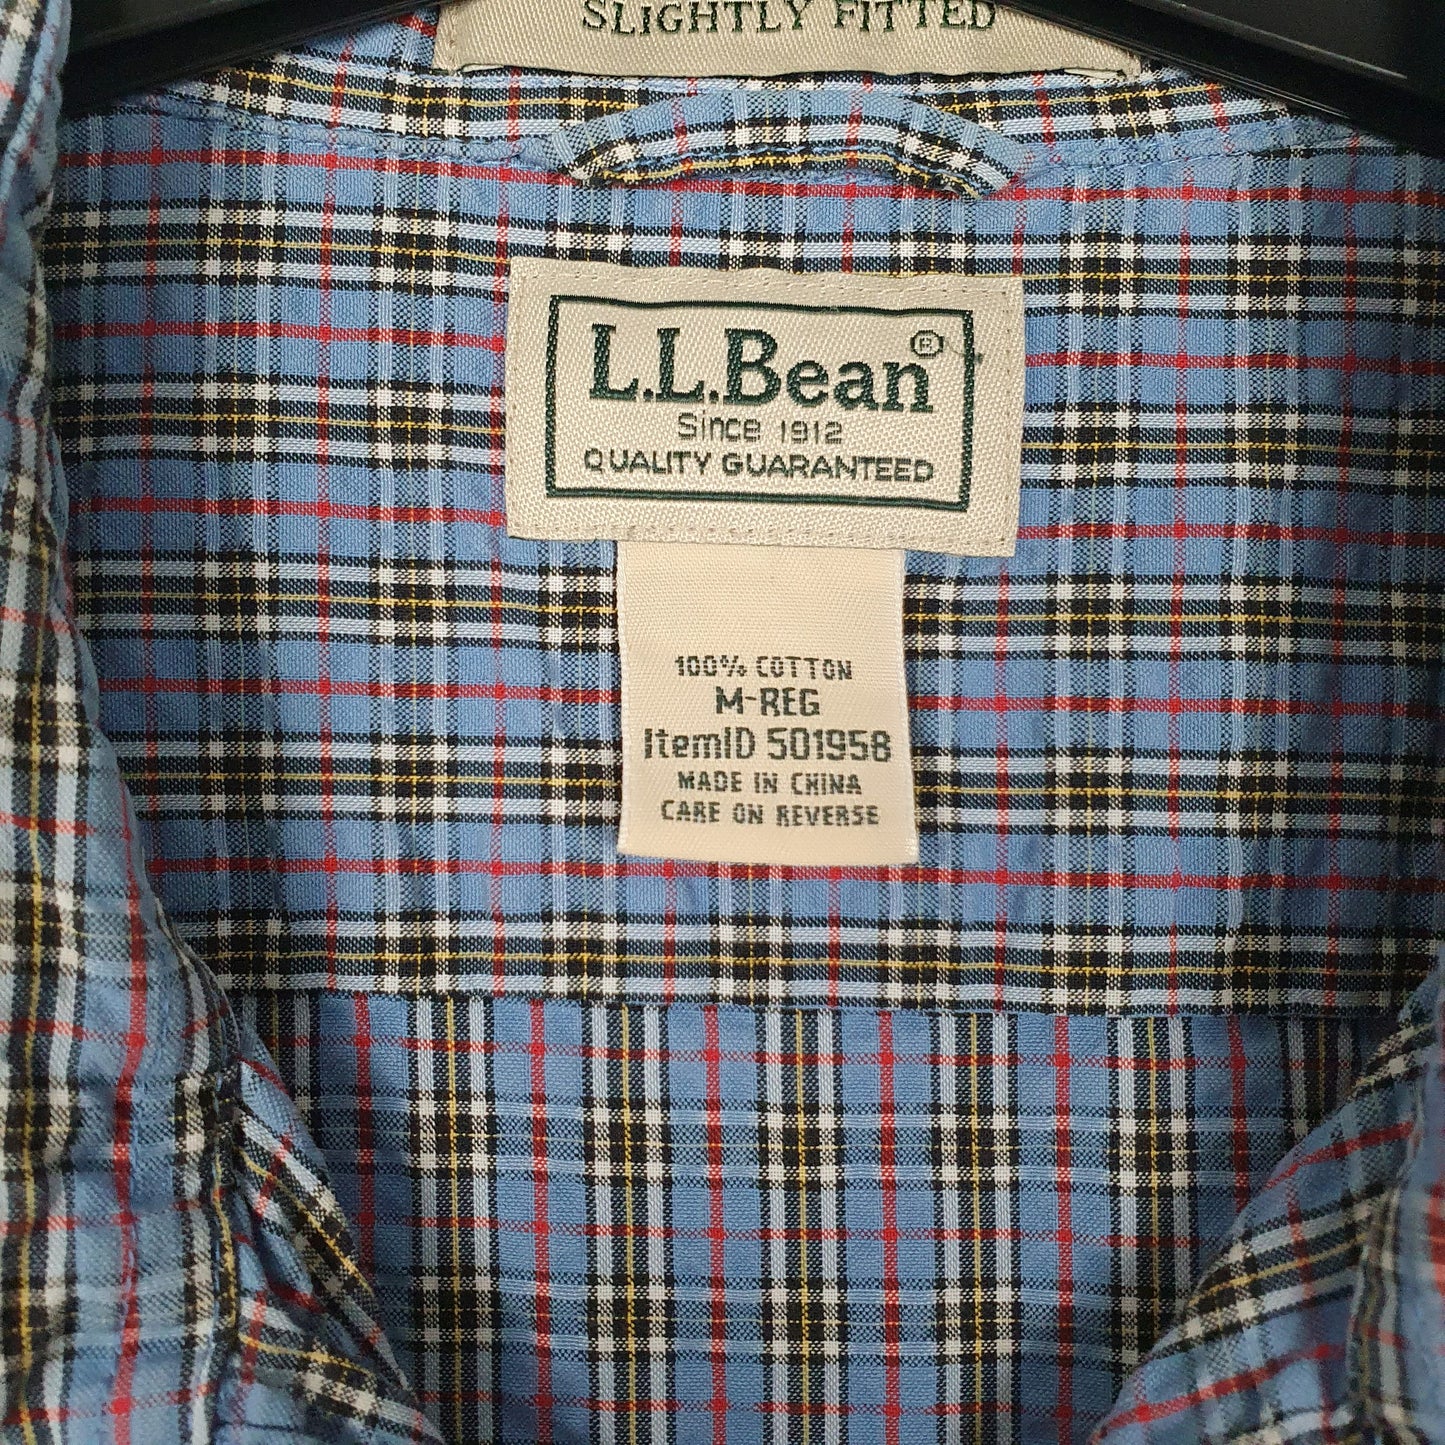 SLIGHTLY FITTED
L.L.Bean®
Since 1912
QUALITY GUARANTEED
100% COTTON
M-REG
ItemID 501958
MADE IN CHINA
CARE ON REVERSE